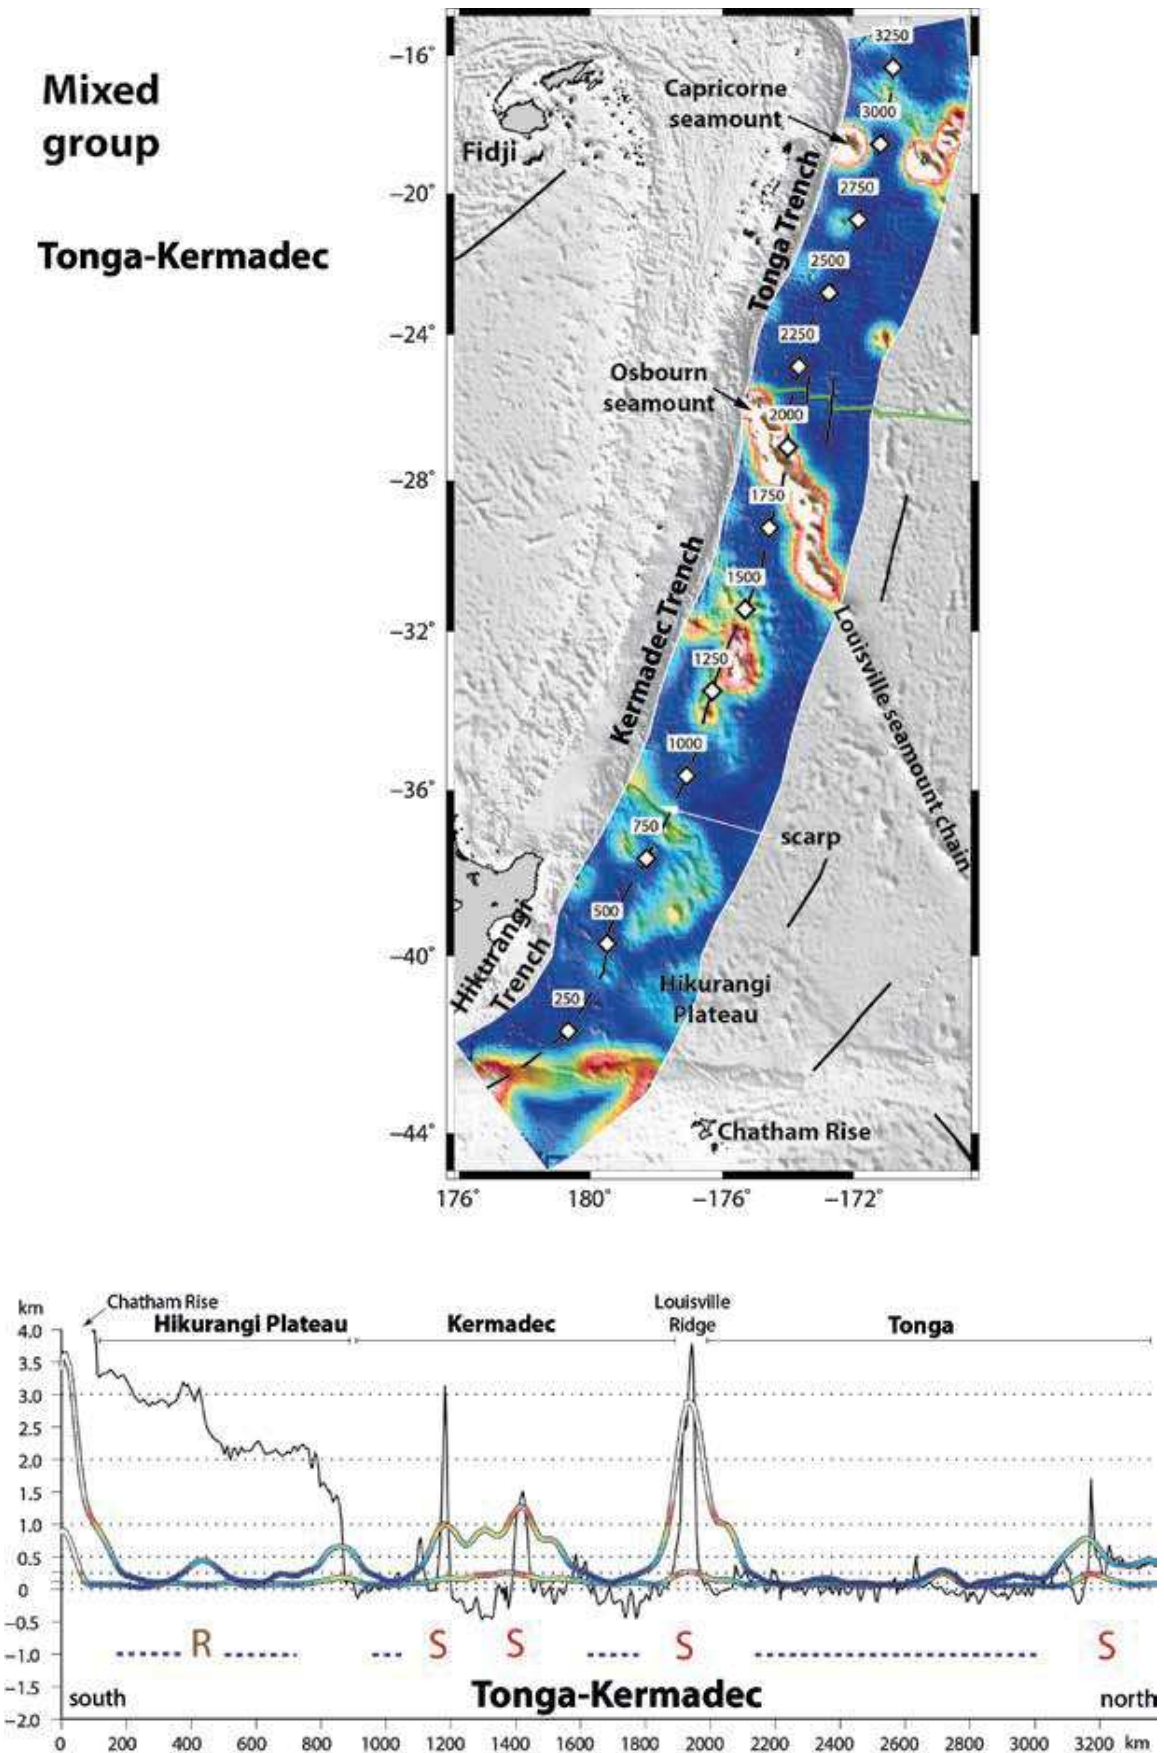 Mixed
group
Tonga-Kermadec
−16˚
−20˚
−24˚
−28˚
−32˚
−36˚
−40˚
−44˚
176˚
180˚
−176˚
−172˚
Fidji
Capricorne
seamount
Tonga Trench
Osbourn
seamount
Kermadec Trench
Louisville seamount chain
scarp
Hikurangi
Trench
Hikurangi
Plateau
Chatham Rise
3250
3000
2750
2500
2250
2000
1750
1500
1250
1000
750
500
250
km
Chatham Rise
Hikurangi Plateau
Kermadec
Louisville
Ridge
Tonga
4.0
3.5
3.0
2.5
2.0
1.5
1.0
0.5
0
−0.5
−1.0
−1.5
−2.0
R
S
S
S
S
south
Tonga-Kermadec
north
0 200 400 600 800 1000 1200 1400 1600 1800 2000 2200 2400 2600 2800 3000 3200 km